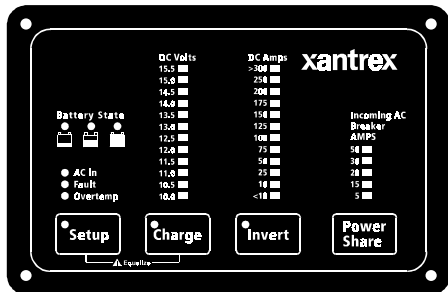 xantrex
DC Volts
15.5
15.0
14.5
14.0
13.5
13.0
12.5
12.0
11.5
11.0
10.5
10.0
DC Amps
>300
250
200
175
150
125
100
75
50
25
10
<10
Battery State
AC In
Fault
Overtemp
Incoming AC
Breaker
AMPS
50
30
20
15
5
Setup
Charge
Invert
Power
Share
Equalize